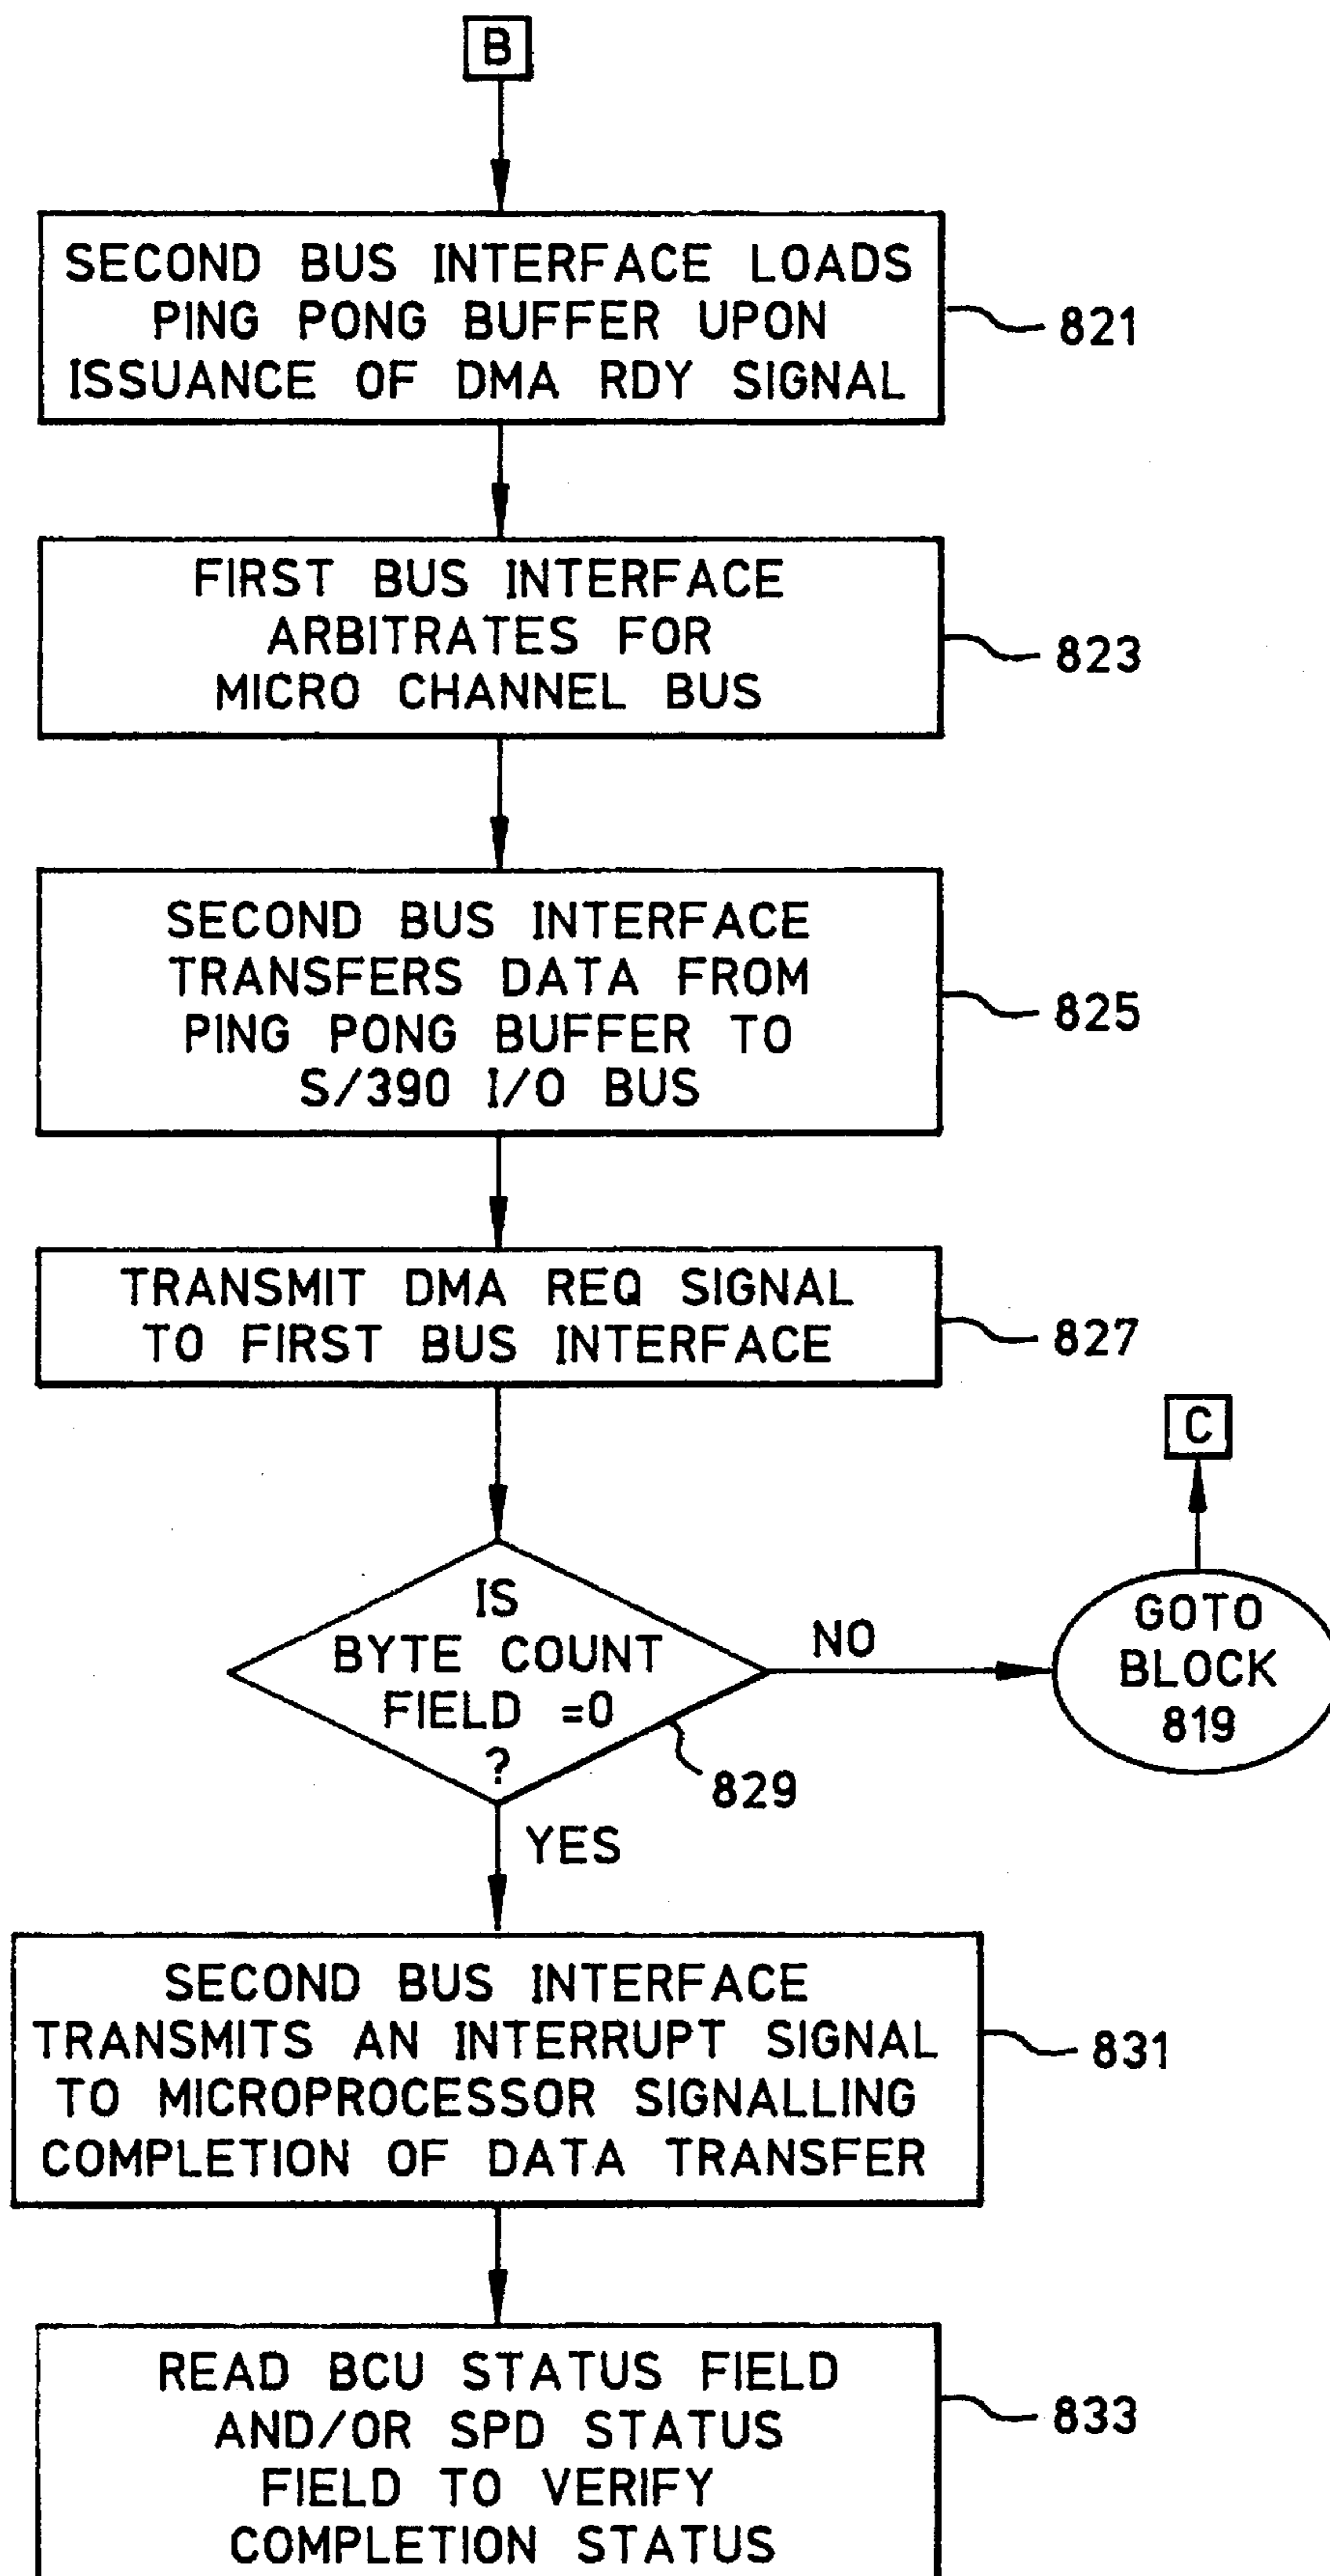 B
SECOND BUS INTERFACE LOADS
PING PONG BUFFER UPON
ISSUANCE OF DMA RDY SIGNAL
821
FIRST BUS INTERFACE
ARBITRATES FOR
MICRO CHANNEL BUS
823
SECOND BUS INTERFACE
TRANSFERS DATA FROM
PING PONG BUFFER TO
S/390 I/O BUS
825
TRANSMIT DMA REQ SIGNAL
TO FIRST BUS INTERFACE
827
C
IS
BYTE COUNT
FIELD =0
?
829
NO
GOTO
BLOCK
819
YES
SECOND BUS INTERFACE
TRANSMITS AN INTERRUPT SIGNAL
TO MICROPROCESSOR SIGNALLING
COMPLETION OF DATA TRANSFER
831
READ BCU STATUS FIELD
AND/OR SPD STATUS
FIELD TO VERIFY
COMPLETION STATUS
833